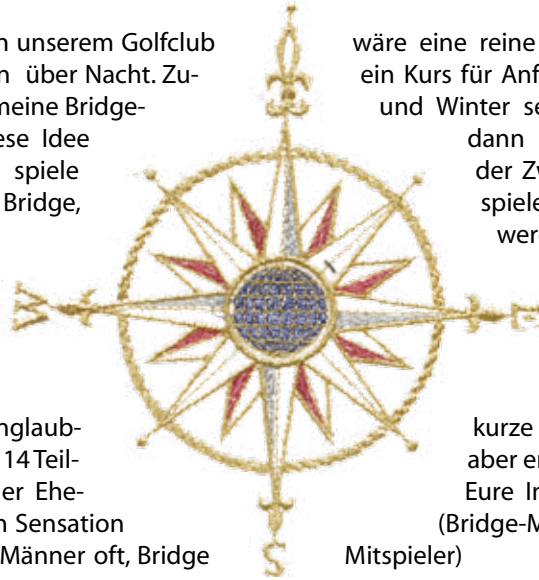 n unserem Golfclub
n über Nacht. Zu-
meine Bridge-
ese Idee
spiele
Bridge,
W
nglaub-
14 Teil-
er Ehe-
n Sensation
Männer oft, Bridge
S
wäre eine reine
ein Kurs für Anf
und Winter se
dann
der Zw
spiele
wer
E
kurze
aber er
Eure In
(Bridge-M
Mitspieler)